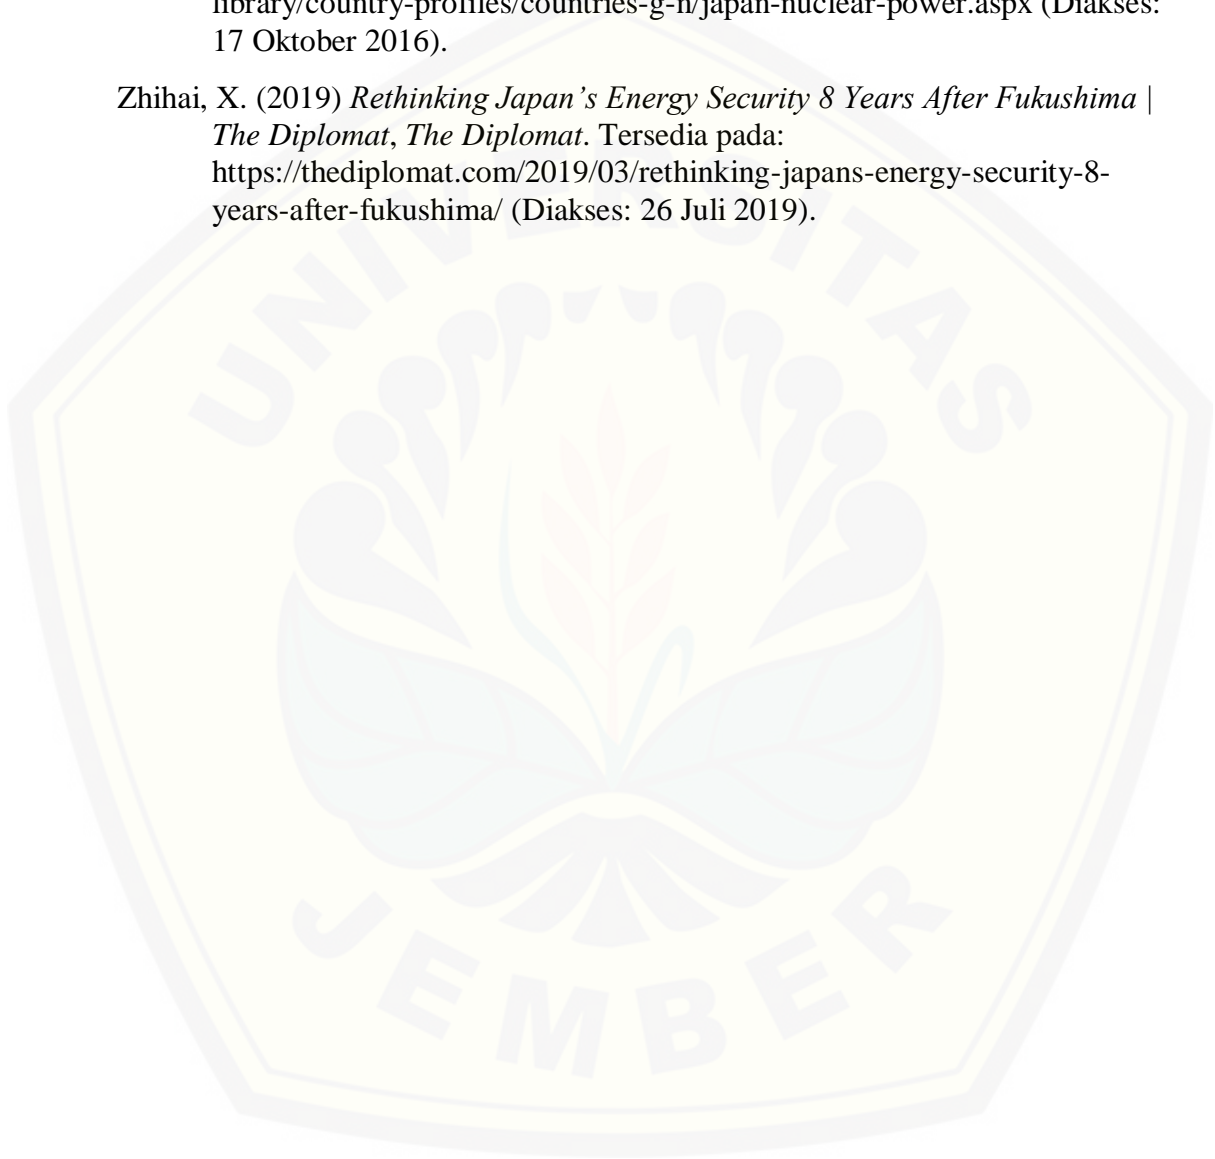 library/country-profiles/countries-g-n/japan-nuclear-power.aspx (Diakses:
17 Oktober 2016).
Zhihai, X. (2019) Rethinking Japan’s Energy Security 8 Years After Fukushima |
The Diplomat, The Diplomat. Tersedia pada:
https://thediplomat.com/2019/03/rethinking-japans-energy-security-8-
years-after-fukushima/ (Diakses: 26 Juli 2019).
UNIVERSITAS
JEMBER